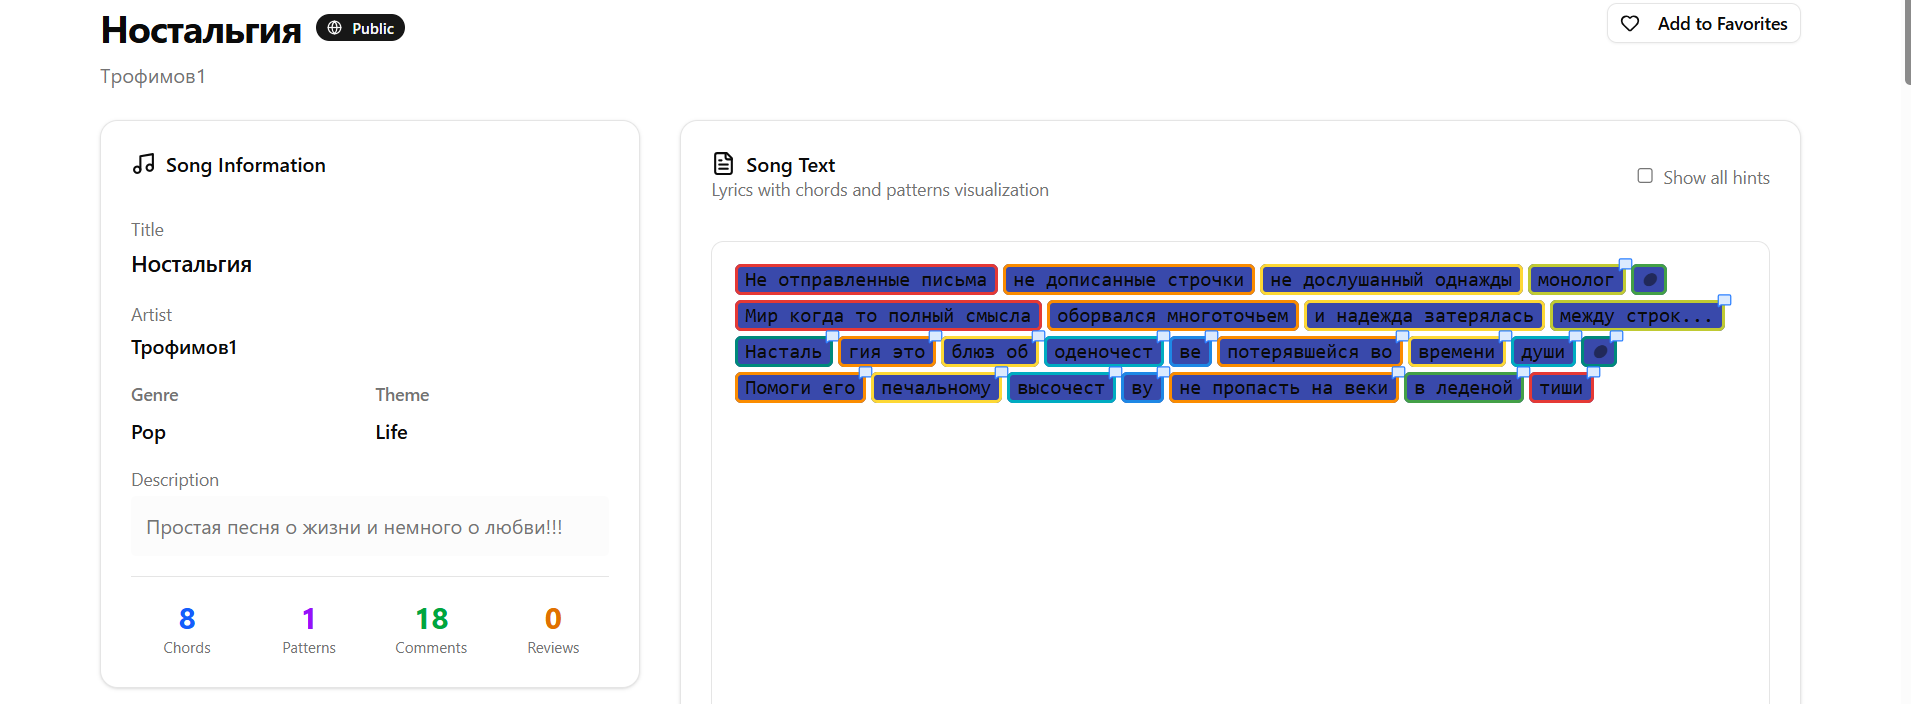 Ностальгия Public
Add to Favorites
Трофимов1
Song Information
Title
Ностальгия
Artist
Трофимов1
Genre Theme
Pop Life
Description
Простая песня о жизни и немного о любви!!!
8 1 18 0
Chords Patterns Comments Reviews
Song Text
Lyrics with chords and patterns visualization
Show all hints
Не отправленные письма не дописанные строчки не дослушанный однажды монолог
Мир когда то полный смысла оборвался многоточьем и надежда затерялась между строк...
Насталь гия это блюз об оденочест ве потерявшейся во времени души
Помоги его печальному высочест ву не пропасть на веки в леденой тиши